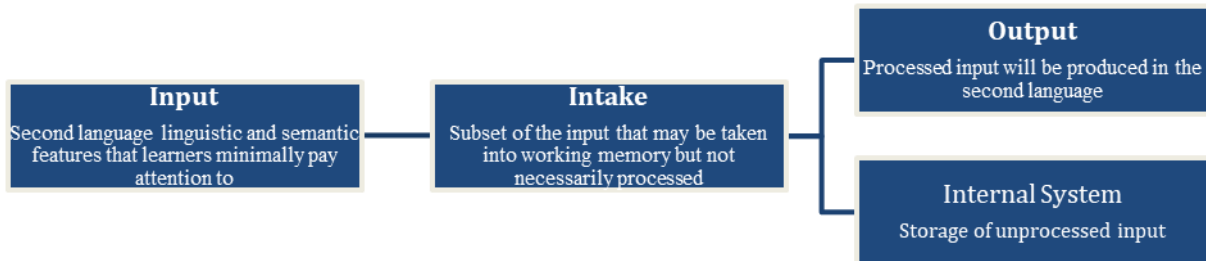 Input
Second language linguistic and semantic
features that learners minimally pay
attention to
Intake
Subset of the input that may be taken
into working memory but not
necessarily processed
Output
Processed input will be produced in the
second language
Internal System
Storage of unprocessed input